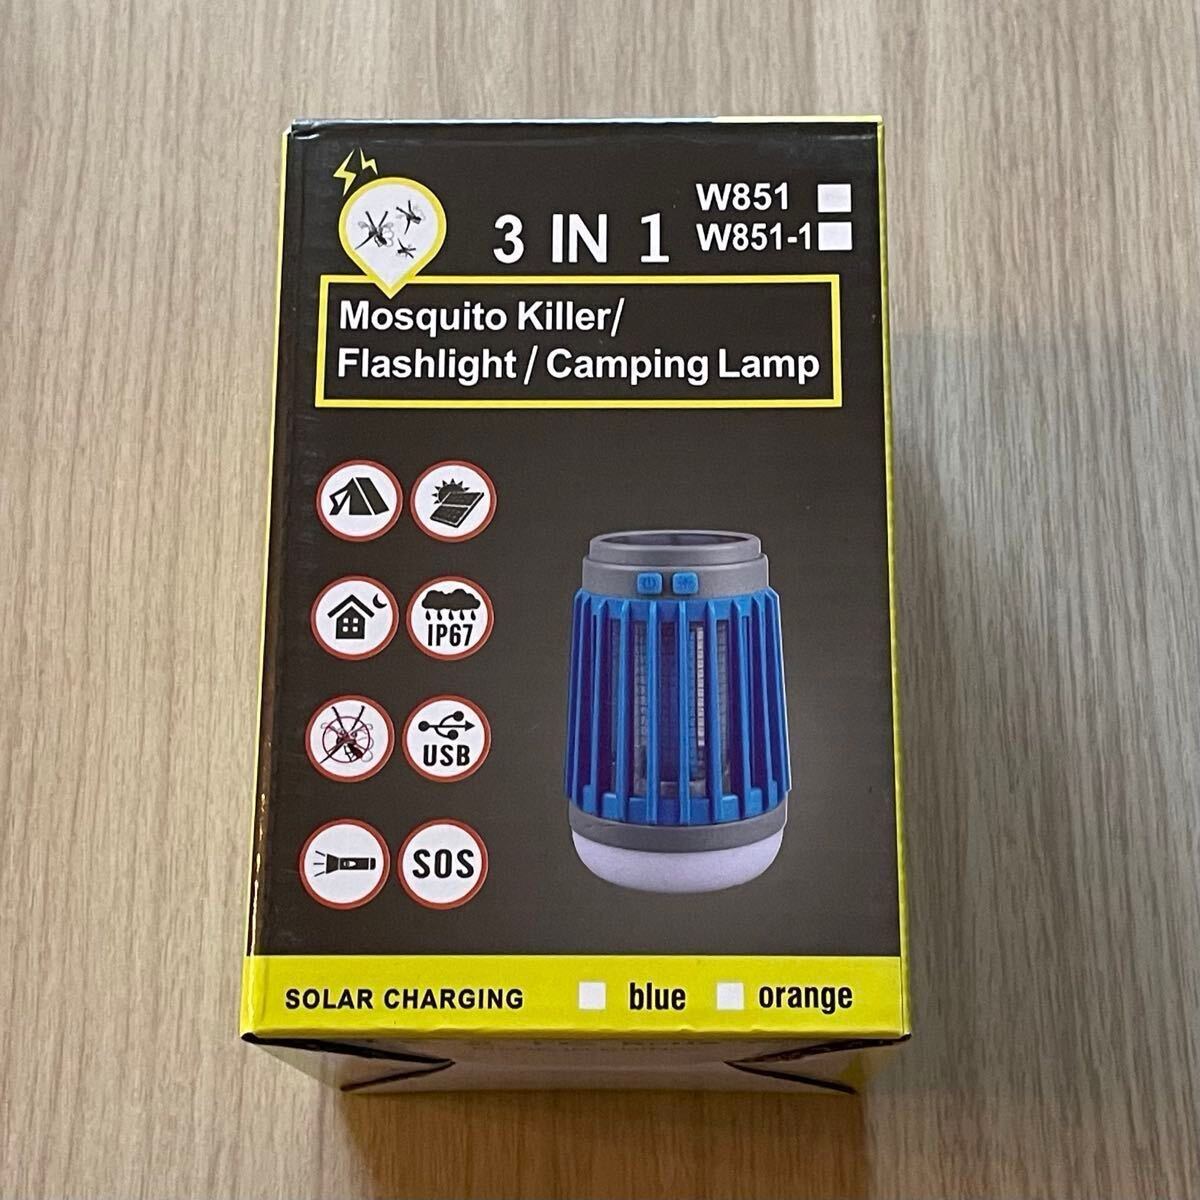 3 IN 1
W851
W851-1
Mosquito Killer/
Flashlight / Camping Lamp
IP67
USB
SOS
SOLAR CHARGING blue orange